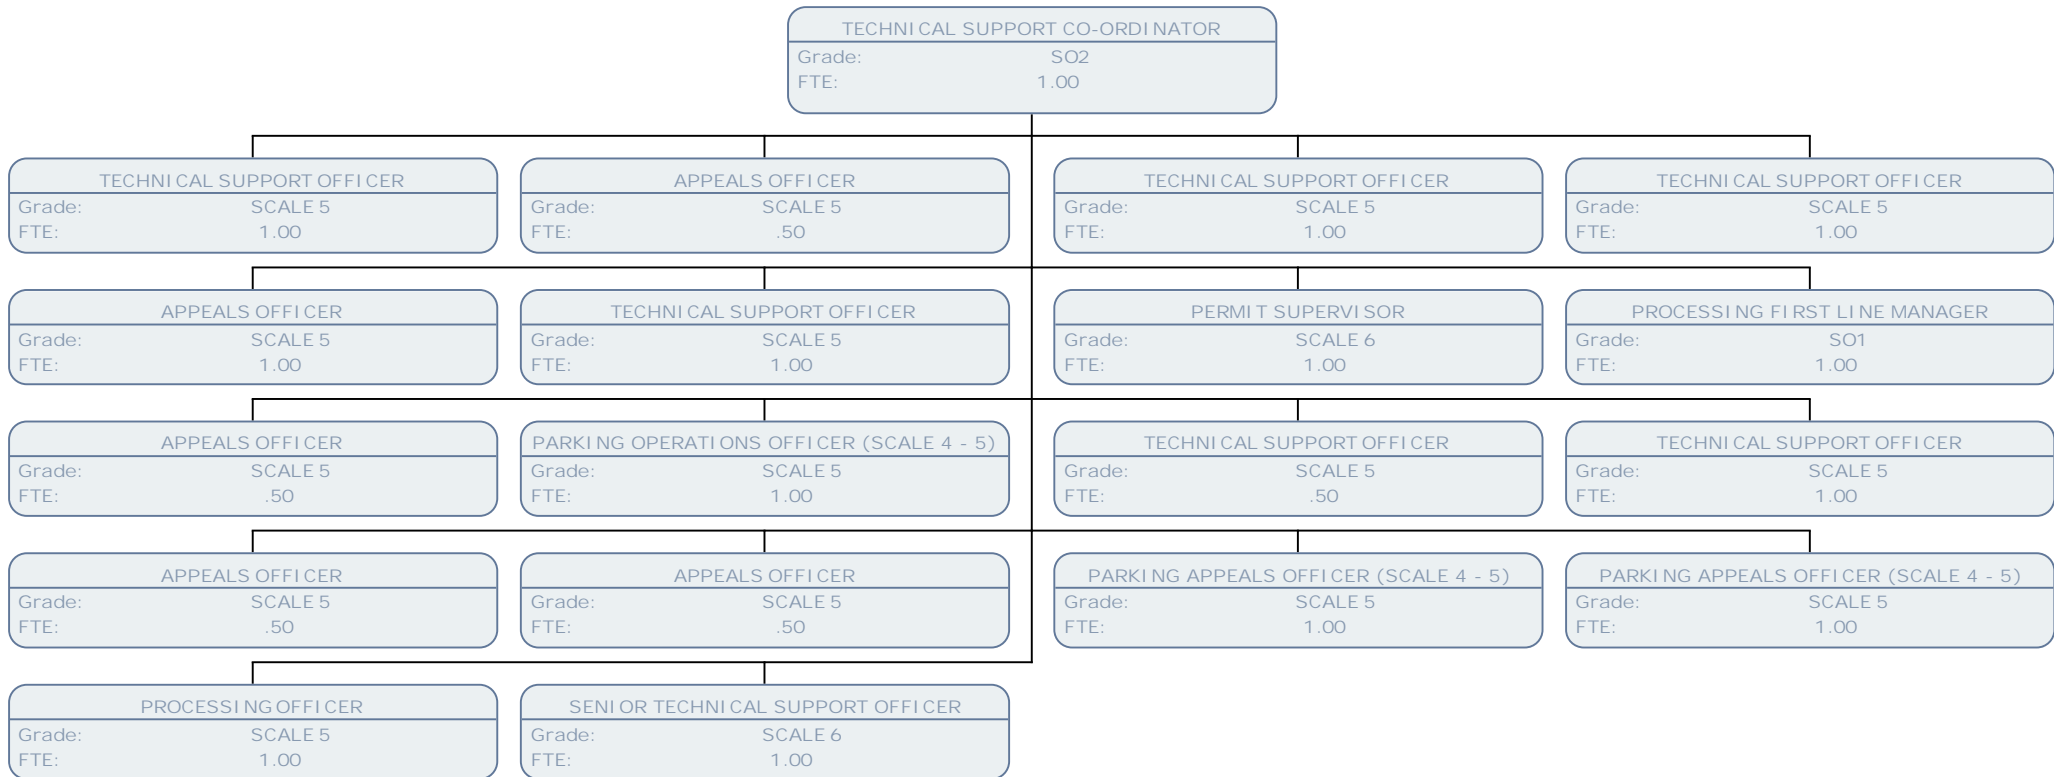 TECHNICAL SUPPORT CO-ORDINATOR
Grade: SO2
FTE: 1.00
TECHNICAL SUPPORT OFFICER
Grade: SCALE 5
FTE: 1.00
APPEALS OFFICER
Grade: SCALE 5
FTE: .50
TECHNICAL SUPPORT OFFICER
Grade: SCALE 5
FTE: 1.00
TECHNICAL SUPPORT OFFICER
Grade: SCALE 5
FTE: 1.00
APPEALS OFFICER
Grade: SCALE 5
FTE: 1.00
TECHNICAL SUPPORT OFFICER
Grade: SCALE 5
FTE: 1.00
PERMIT SUPERVISOR
Grade: SCALE 6
FTE: 1.00
PROCESSING FIRST LINE MANAGER
Grade: SO1
FTE: 1.00
APPEALS OFFICER
Grade: SCALE 5
FTE: .50
PARKING OPERATIONS OFFICER (SCALE 4 - 5)
Grade: SCALE 5
FTE: 1.00
TECHNICAL SUPPORT OFFICER
Grade: SCALE 5
FTE: .50
TECHNICAL SUPPORT OFFICER
Grade: SCALE 5
FTE: 1.00
APPEALS OFFICER
Grade: SCALE 5
FTE: .50
APPEALS OFFICER
Grade: SCALE 5
FTE: .50
PARKING APPEALS OFFICER (SCALE 4 - 5)
Grade: SCALE 5
FTE: 1.00
PARKING APPEALS OFFICER (SCALE 4 - 5)
Grade: SCALE 5
FTE: 1.00
PROCESSING OFFICER
Grade: SCALE 5
FTE: 1.00
SENIOR TECHNICAL SUPPORT OFFICER
Grade: SCALE 6
FTE: 1.00